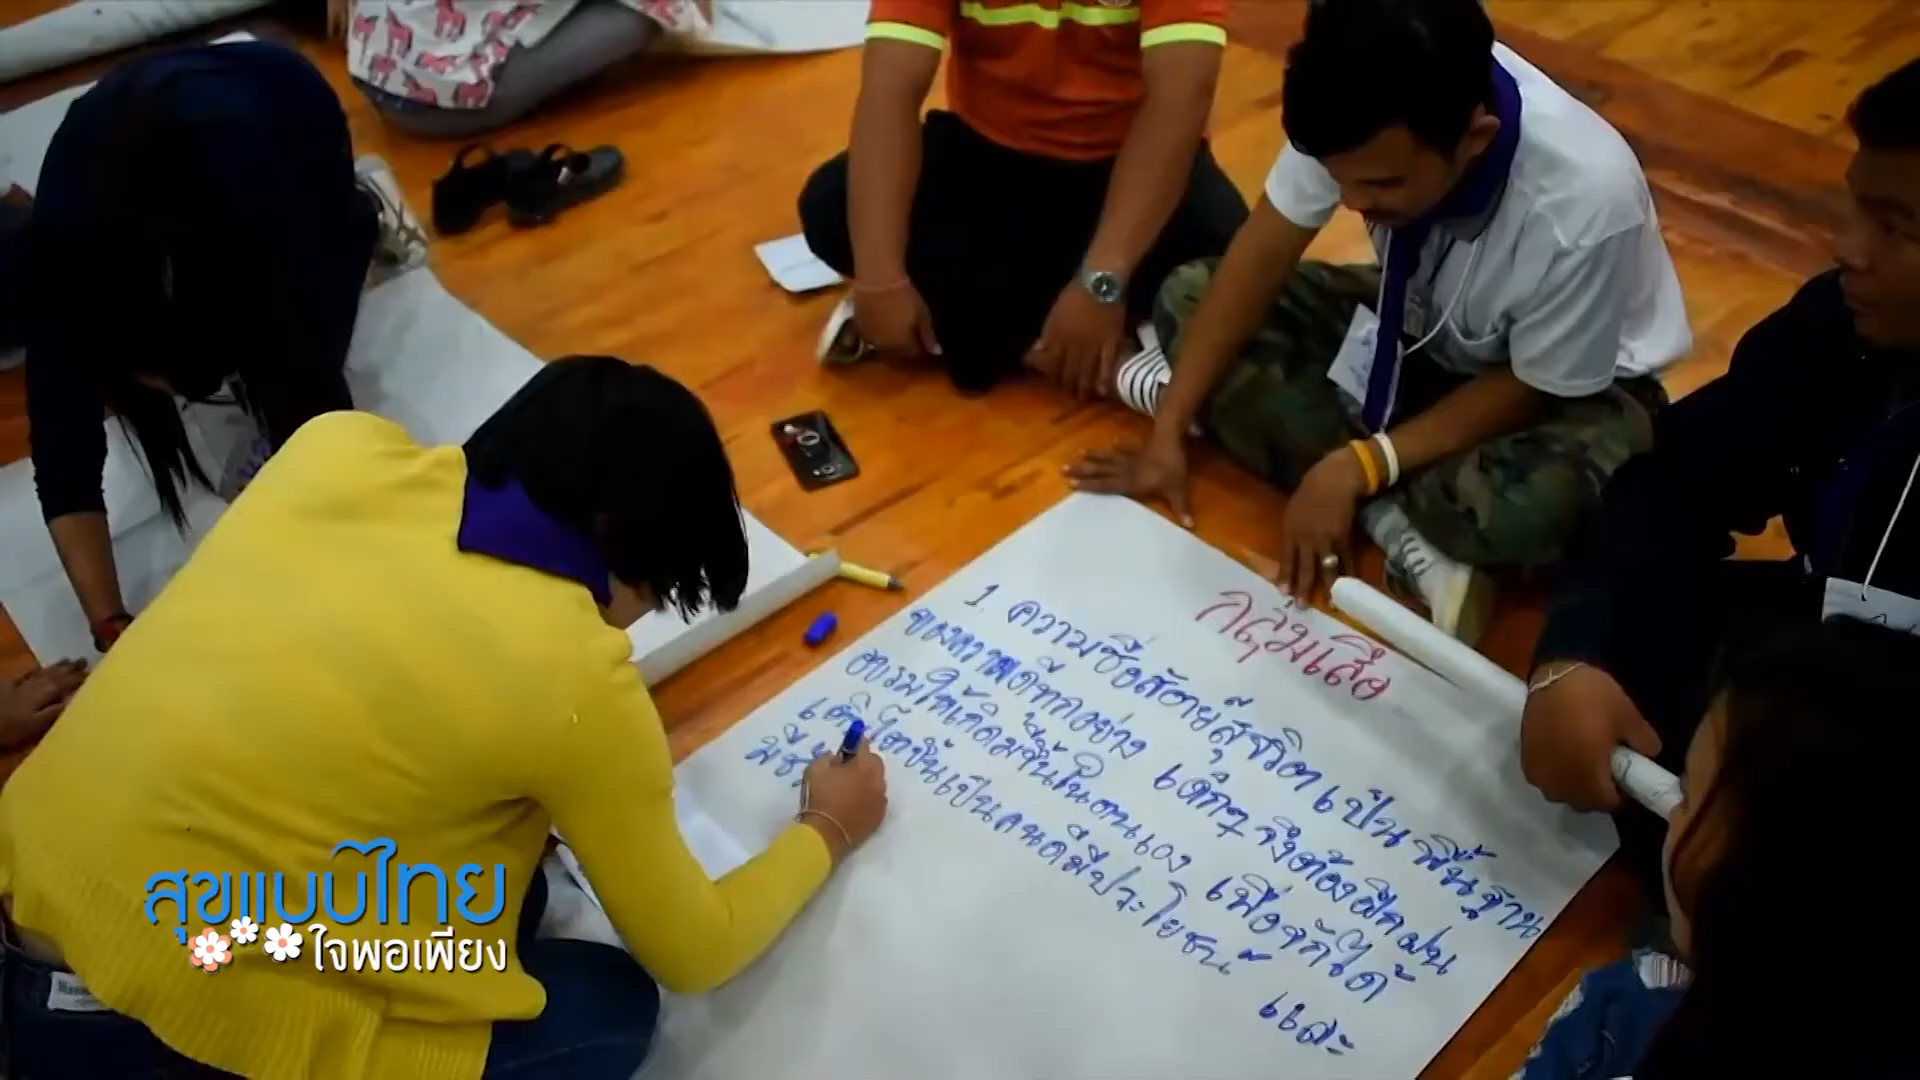 กลุ่มเสือ
1. ความซื่อสัตย์สุจริต เป็นพื้นฐาน
ของความดีทุกอย่าง เด็กๆ จึงต้องฝึกฝน
อบรมให้เกิดมีขึ้นในตนเอง เพื่อจักได้
เติบโตขึ้นเป็นคนดีมีประโยชน์ และ
มีชี
สุขแบบไทย
ใจพอเพียง